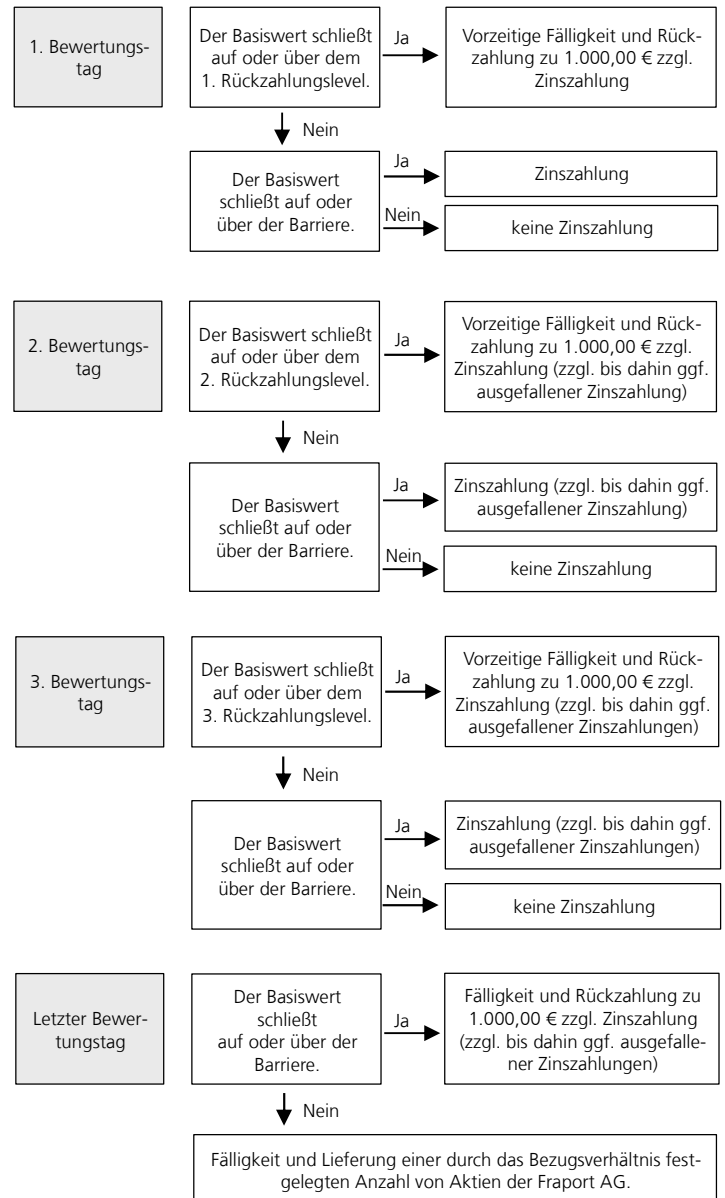 1. Bewertungs-
tag
Der Basiswert schließt
auf oder über dem
1. Rückzahlungslevel.
Ja
Vorzeitige Fälligkeit und Rück-
zahlung zu 1.000,00 € zzgl.
Zinszahlung
Nein
Der Basiswert
schließt auf oder
über der Barriere.
Ja
Zinszahlung
Nein
keine Zinszahlung
2. Bewertungs-
tag
Der Basiswert schließt
auf oder über dem
2. Rückzahlungslevel.
Ja
Vorzeitige Fälligkeit und Rück-
zahlung zu 1.000,00 € zzgl.
Zinszahlung (zzgl. bis dahin ggf.
ausgefallener Zinszahlung)
Nein
Der Basiswert
schließt auf oder
über der Barriere.
Ja
Zinszahlung (zzgl. bis dahin ggf.
ausgefallener Zinszahlung)
Nein
keine Zinszahlung
3. Bewertungs-
tag
Der Basiswert schließt
auf oder über dem
3. Rückzahlungslevel.
Ja
Vorzeitige Fälligkeit und Rück-
zahlung zu 1.000,00 € zzgl.
Zinszahlung (zzgl. bis dahin ggf.
ausgefallener Zinszahlungen)
Nein
Der Basiswert
schließt auf oder
über der Barriere.
Ja
Zinszahlung (zzgl. bis dahin ggf.
ausgefallener Zinszahlungen)
Nein
keine Zinszahlung
Letzter Bewer-
tungstag
Der Basiswert
schließt
auf oder über der
Barriere.
Ja
Fälligkeit und Rückzahlung zu
1.000,00 € zzgl. Zinszahlung
(zzgl. bis dahin ggf. ausgefalle-
ner Zinszahlungen)
Nein
Fälligkeit und Lieferung einer durch das Bezugsverhältnis fest-
gelegten Anzahl von Aktien der Fraport AG.